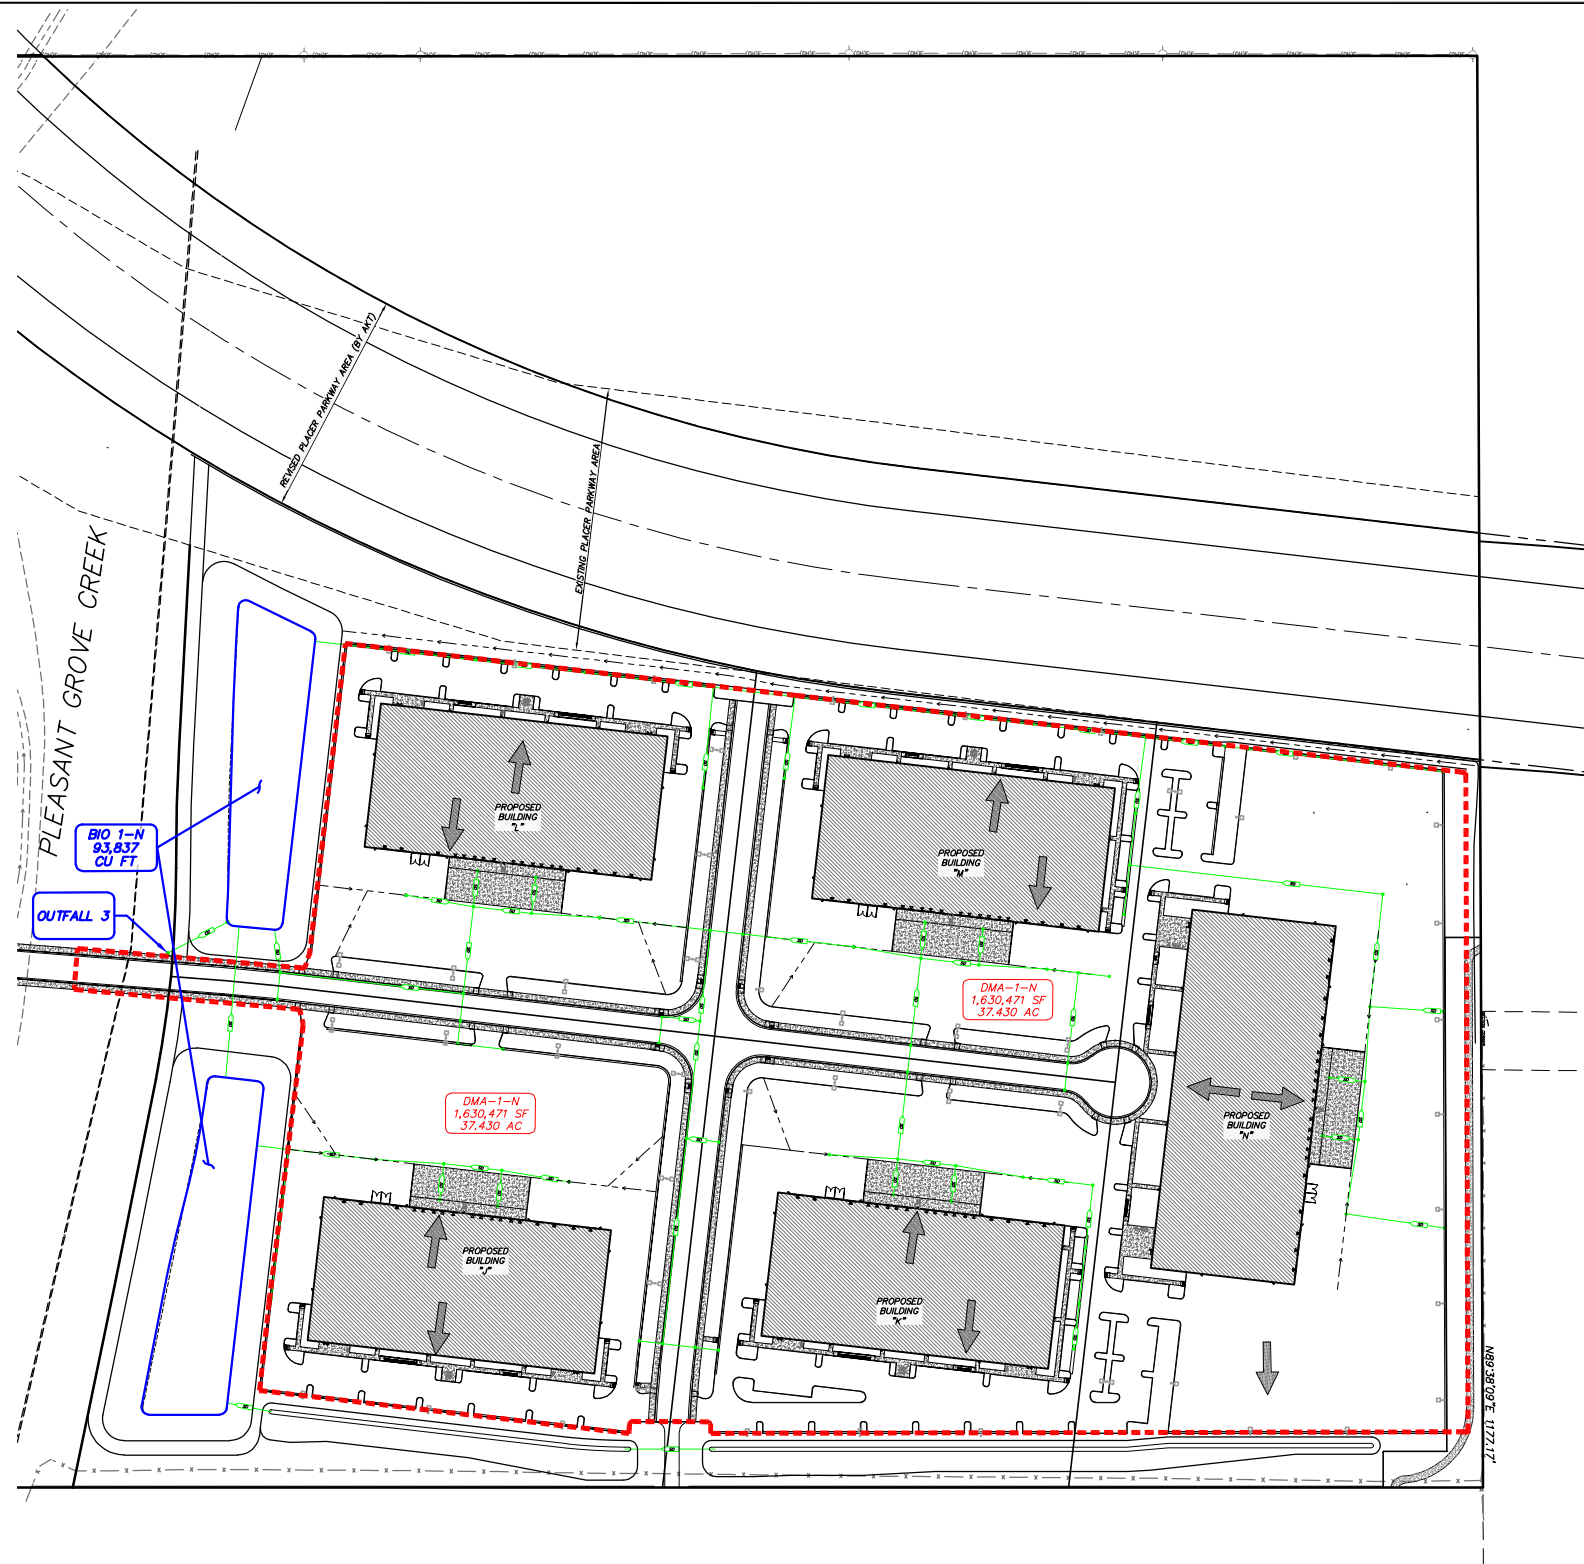 REVISED PLACER PARKWAY AREA (BY AKT)
EXISTING PLACER PARKWAY AREA
PLEASANT GROVE CREEK
BIO 1-N
93,837
CU FT
OUTFALL 3
PROPOSED
BUILDING
"L"
PROPOSED
BUILDING
"M"
DMA-1-N
1,630,471 SF
37.430 AC
DMA-1-N
1,630,471 SF
37.430 AC
PROPOSED
BUILDING
"N"
PROPOSED
BUILDING
"J"
PROPOSED
BUILDING
"K"
N89°38'09"E 1177.17'